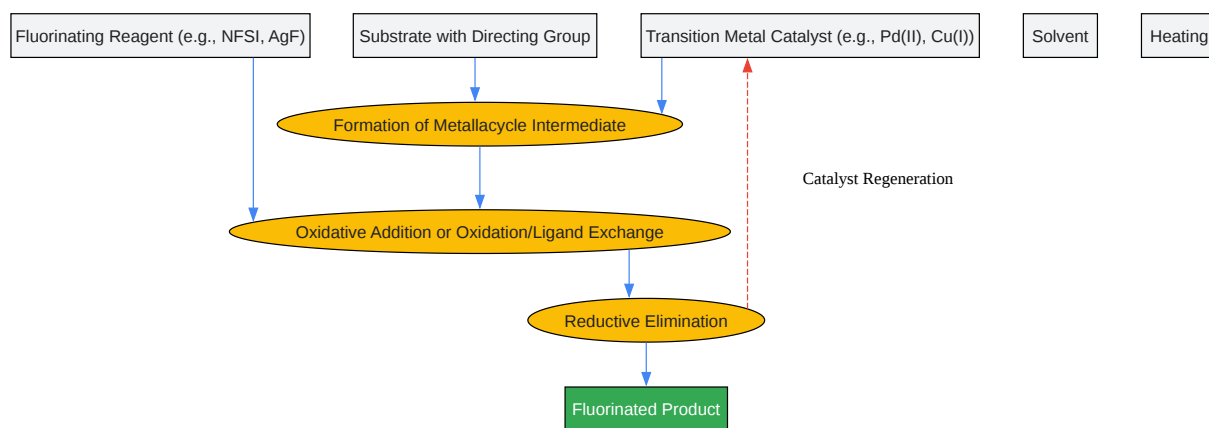 Fluorinating Reagent (e.g., NFSI, AgF)
Substrate with Directing Group
Transition Metal Catalyst (e.g., Pd(II), Cu(I))
Solvent
Heating
Formation of Metallacycle Intermediate
Catalyst Regeneration
Oxidative Addition or Oxidation/Ligand Exchange
Reductive Elimination
Fluorinated Product